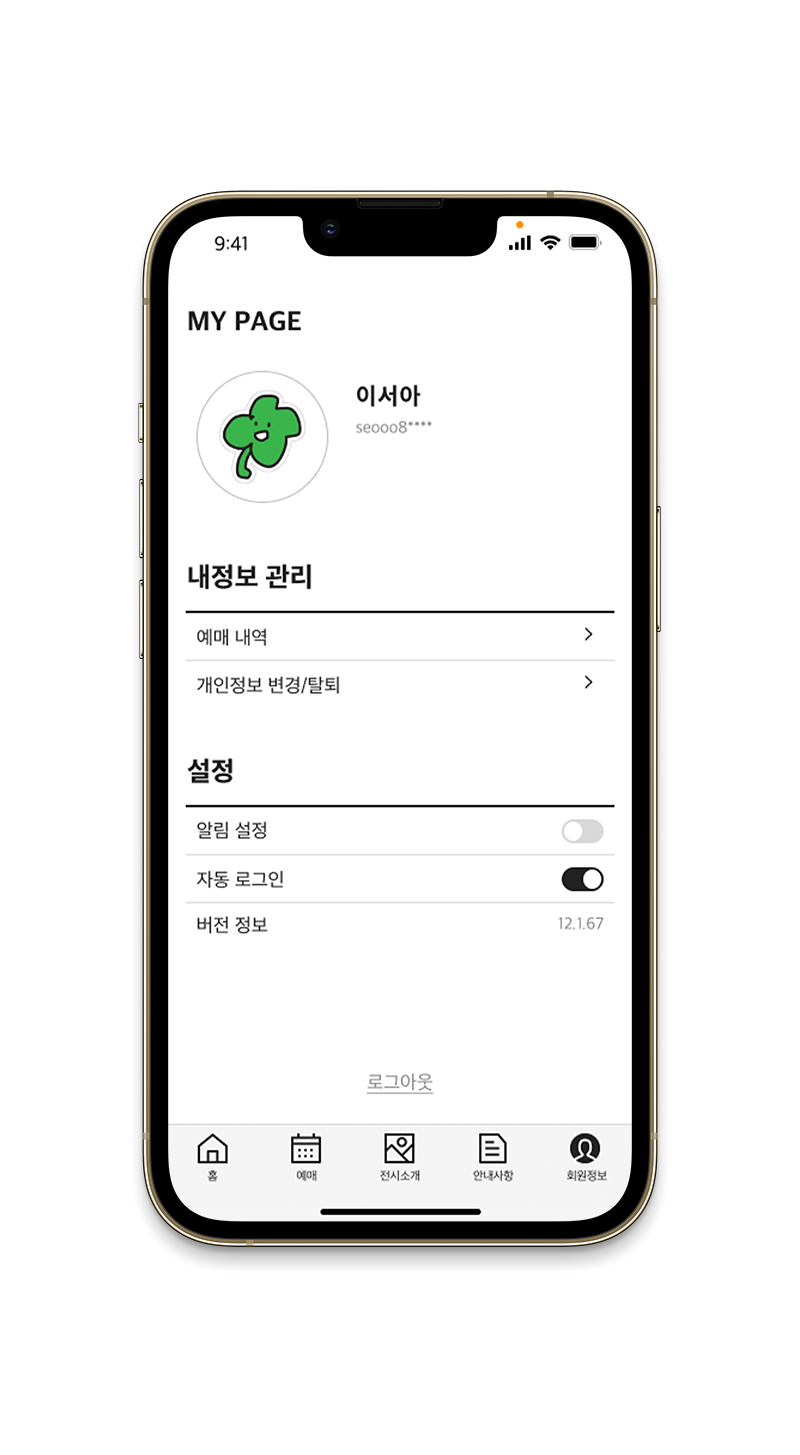 9:41
MY PAGE
이서아
seooo8****
내정보 관리
예매 내역
개인정보 변경/탈퇴
설정
알림 설정
자동 로그인
버전 정보 12.1.67
로그아웃
홈 예매 전시소개 안내사항 회원정보